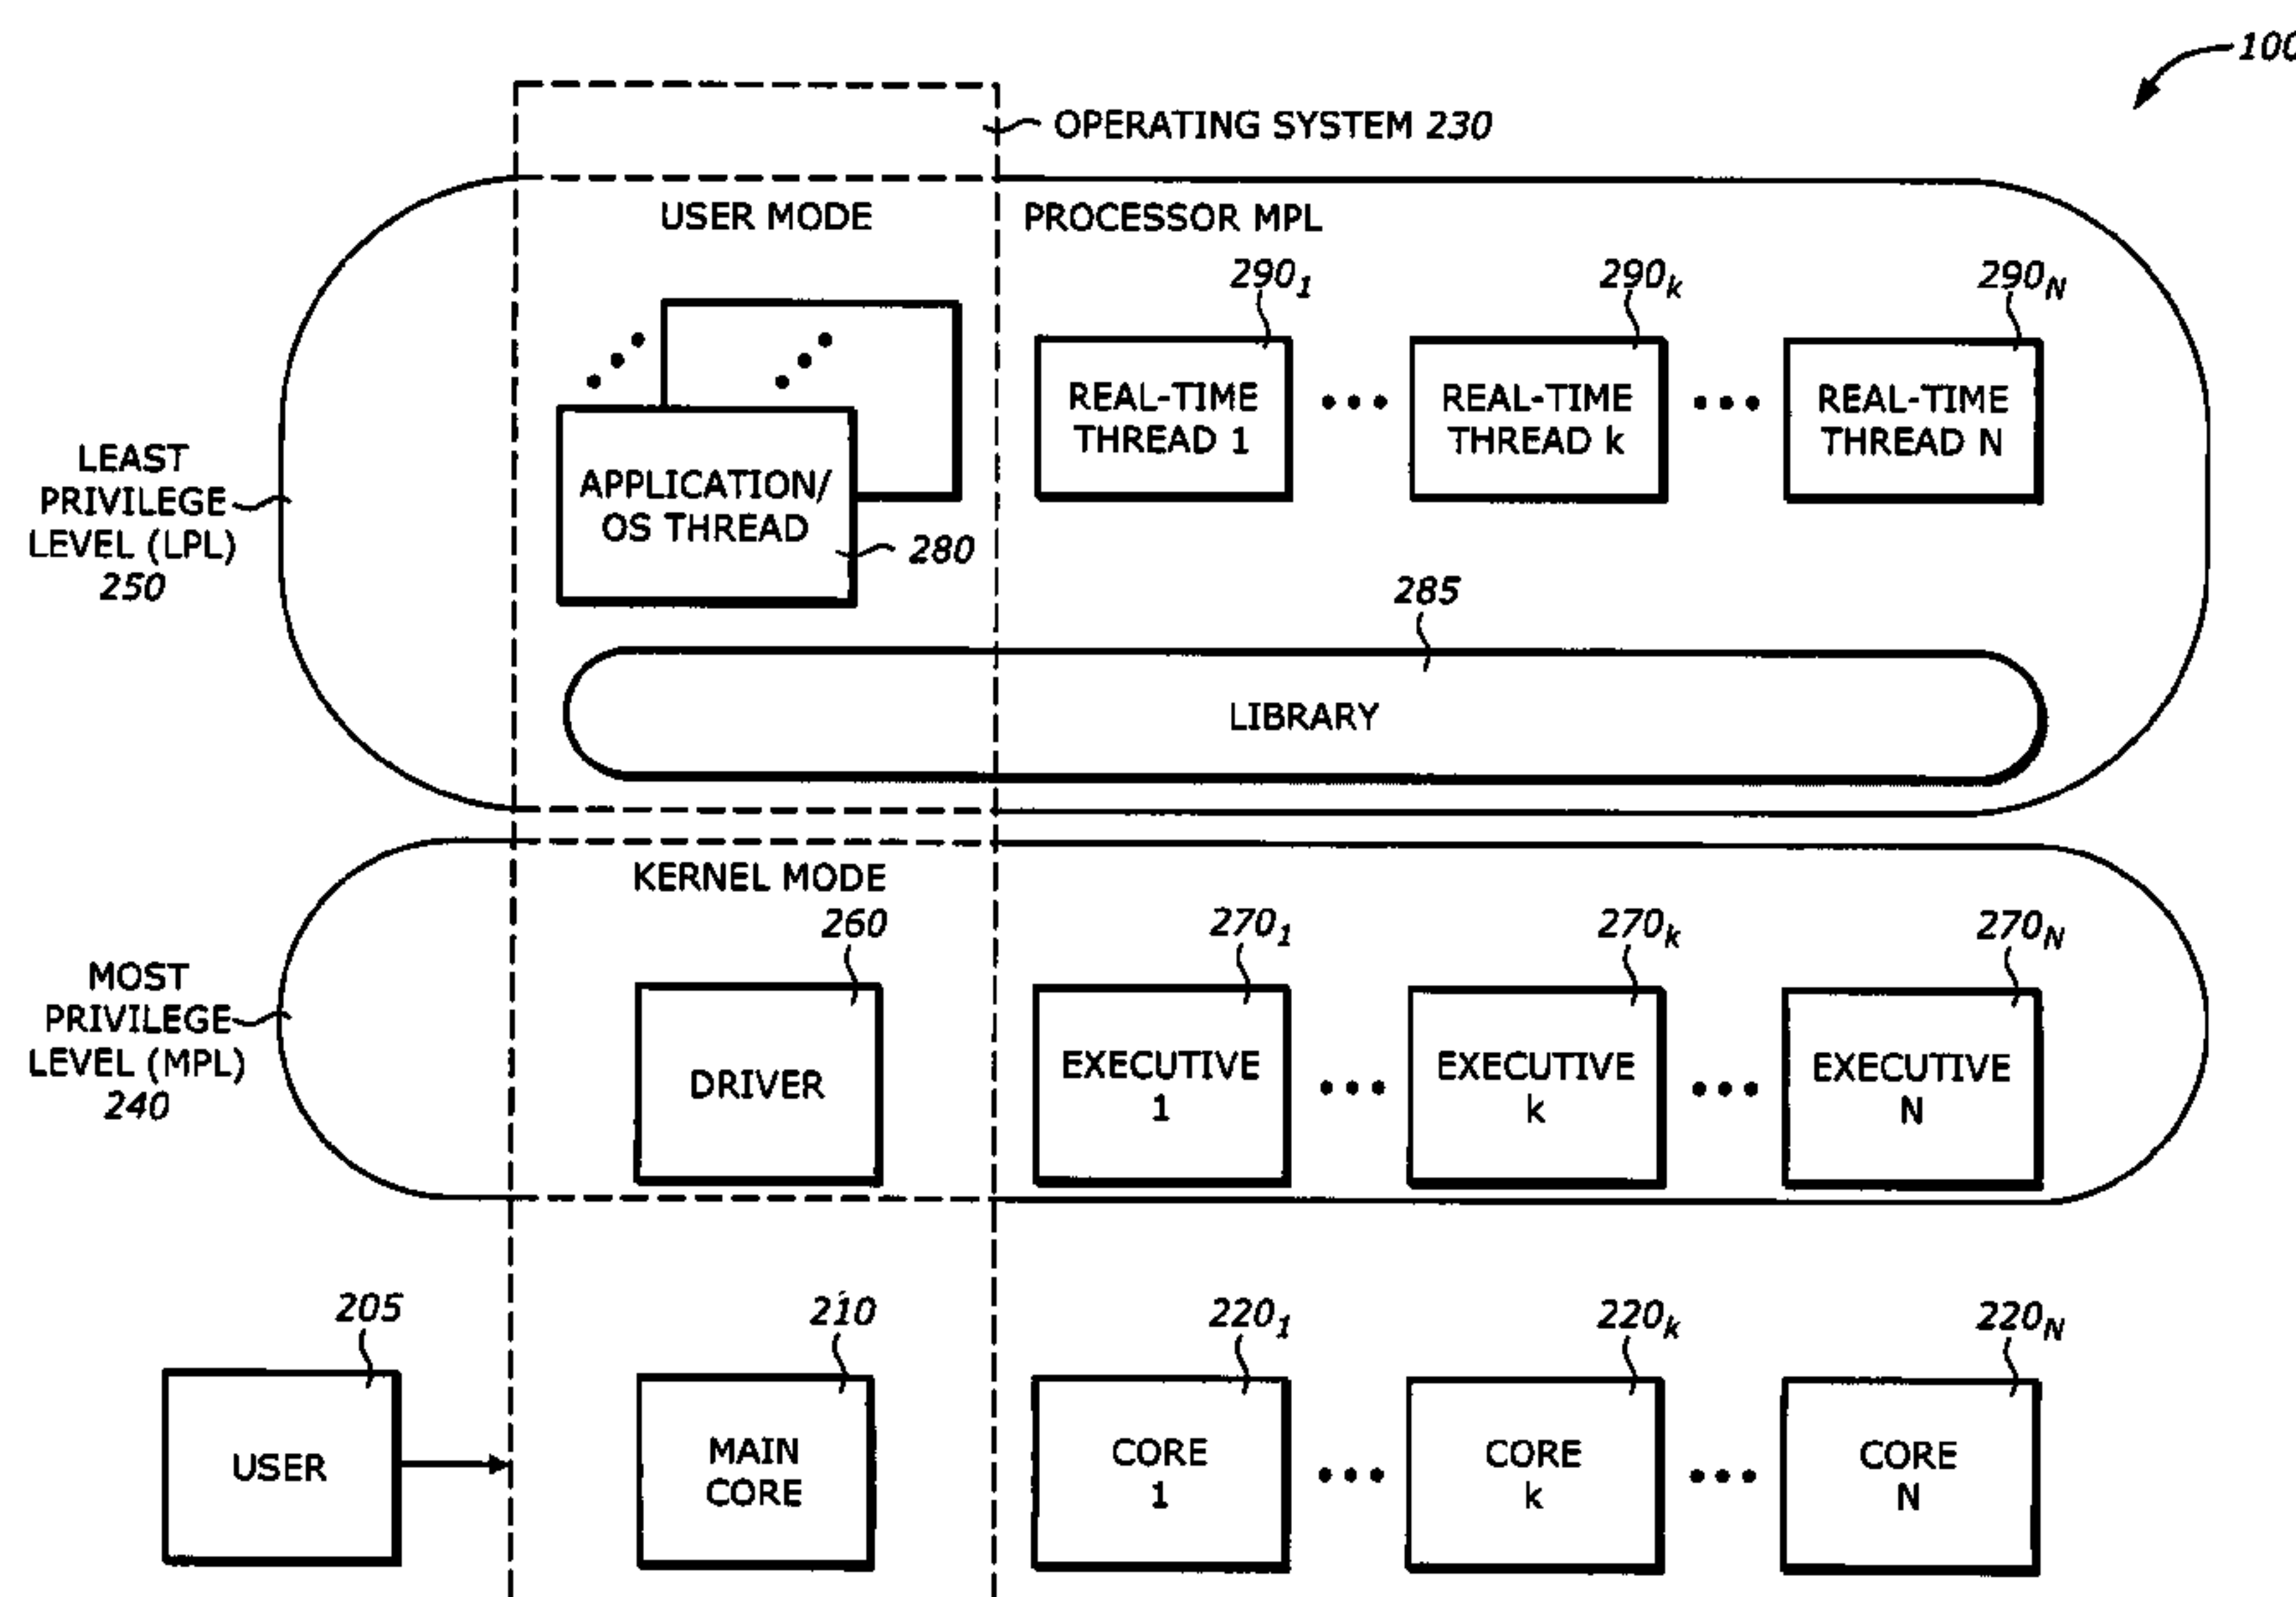 100
OPERATING SYSTEM 230
USER MODE
PROCESSOR MPL
290₁
290ₖ
290_N
REAL-TIME
THREAD 1
REAL-TIME
THREAD k
REAL-TIME
THREAD N
LEAST
PRIVILEGE
LEVEL (LPL)
250
APPLICATION/
OS THREAD
280
285
LIBRARY
KERNEL MODE
260
270₁
270ₖ
270_N
MOST
PRIVILEGE
LEVEL (MPL)
240
DRIVER
EXECUTIVE
1
EXECUTIVE
k
EXECUTIVE
N
205
210
220₁
220ₖ
220_N
USER
MAIN
CORE
CORE
1
CORE
k
CORE
N